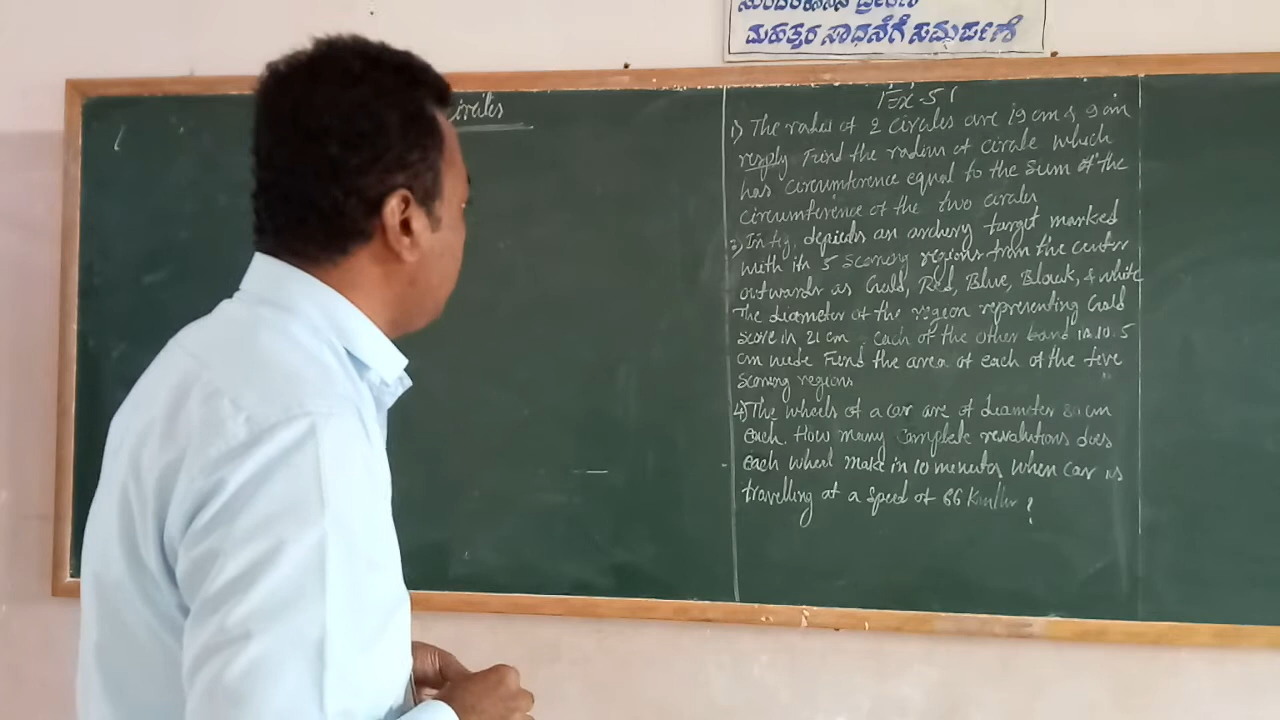 ಮಹತ್ತರ ಸಾಧನೆಗೆ ಸಮರ್ಪಣೆ
Circles
Ex-5.1
1) The radii of 2 circles are 19 cm & 9 cm
resply Find the radius of circle which
has circumference equal to the sum of the
circumference of the two circles
In fig. depicts an archery target marked
with its 5 scoring regions from the center
outwards as Gold, Red, Blue, Black, & white
The diameter of the region representing Gold
score is 21 cm. each of the other band is 10.5
cm wide Find the area of each of the five
scoring regions
4) The wheels of a car are of diameter 80 cm
each. How many complete revolutions does
each wheel make in 10 minutes when car is
travelling at a speed of 66 Km/hr ?